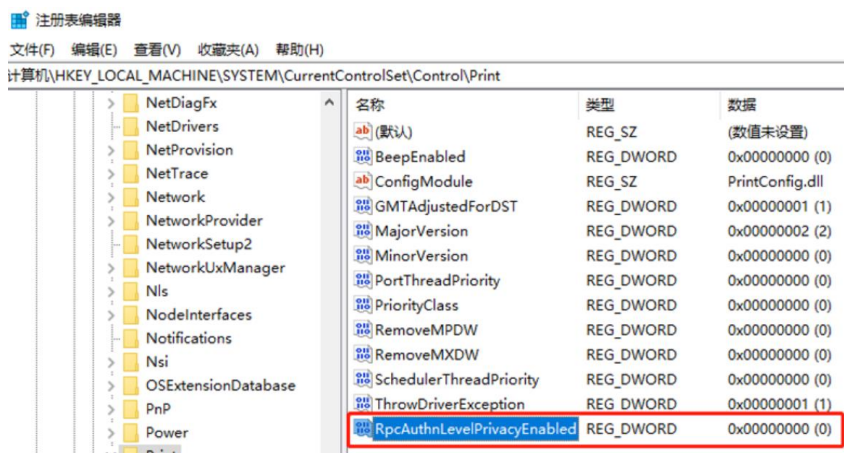 注册表编辑器
文件(F) 编辑(E) 查看(V) 收藏夹(A) 帮助(H)
计算机\HKEY_LOCAL_MACHINE\SYSTEM\CurrentControlSet\Control\Print
NetDiagFx
NetDrivers
NetProvision
NetTrace
Network
NetworkProvider
NetworkSetup2
NetworkUxManager
Nls
NodeInterfaces
Notifications
Nsi
OSExtensionDatabase
PnP
Power
Print
名称 类型 数据
(默认) REG_SZ (数值未设置)
BeepEnabled REG_DWORD 0x00000000 (0)
ConfigModule REG_SZ PrintConfig.dll
GMTAdjustedForDST REG_DWORD 0x00000001 (1)
MajorVersion REG_DWORD 0x00000002 (2)
MinorVersion REG_DWORD 0x00000000 (0)
PortThreadPriority REG_DWORD 0x00000000 (0)
PriorityClass REG_DWORD 0x00000000 (0)
RemoveMPDW REG_DWORD 0x00000000 (0)
RemoveMXDW REG_DWORD 0x00000000 (0)
SchedulerThreadPriority REG_DWORD 0x00000000 (0)
ThrowDriverException REG_DWORD 0x00000001 (1)
RpcAuthnLevelPrivacyEnabled REG_DWORD 0x00000000 (0)